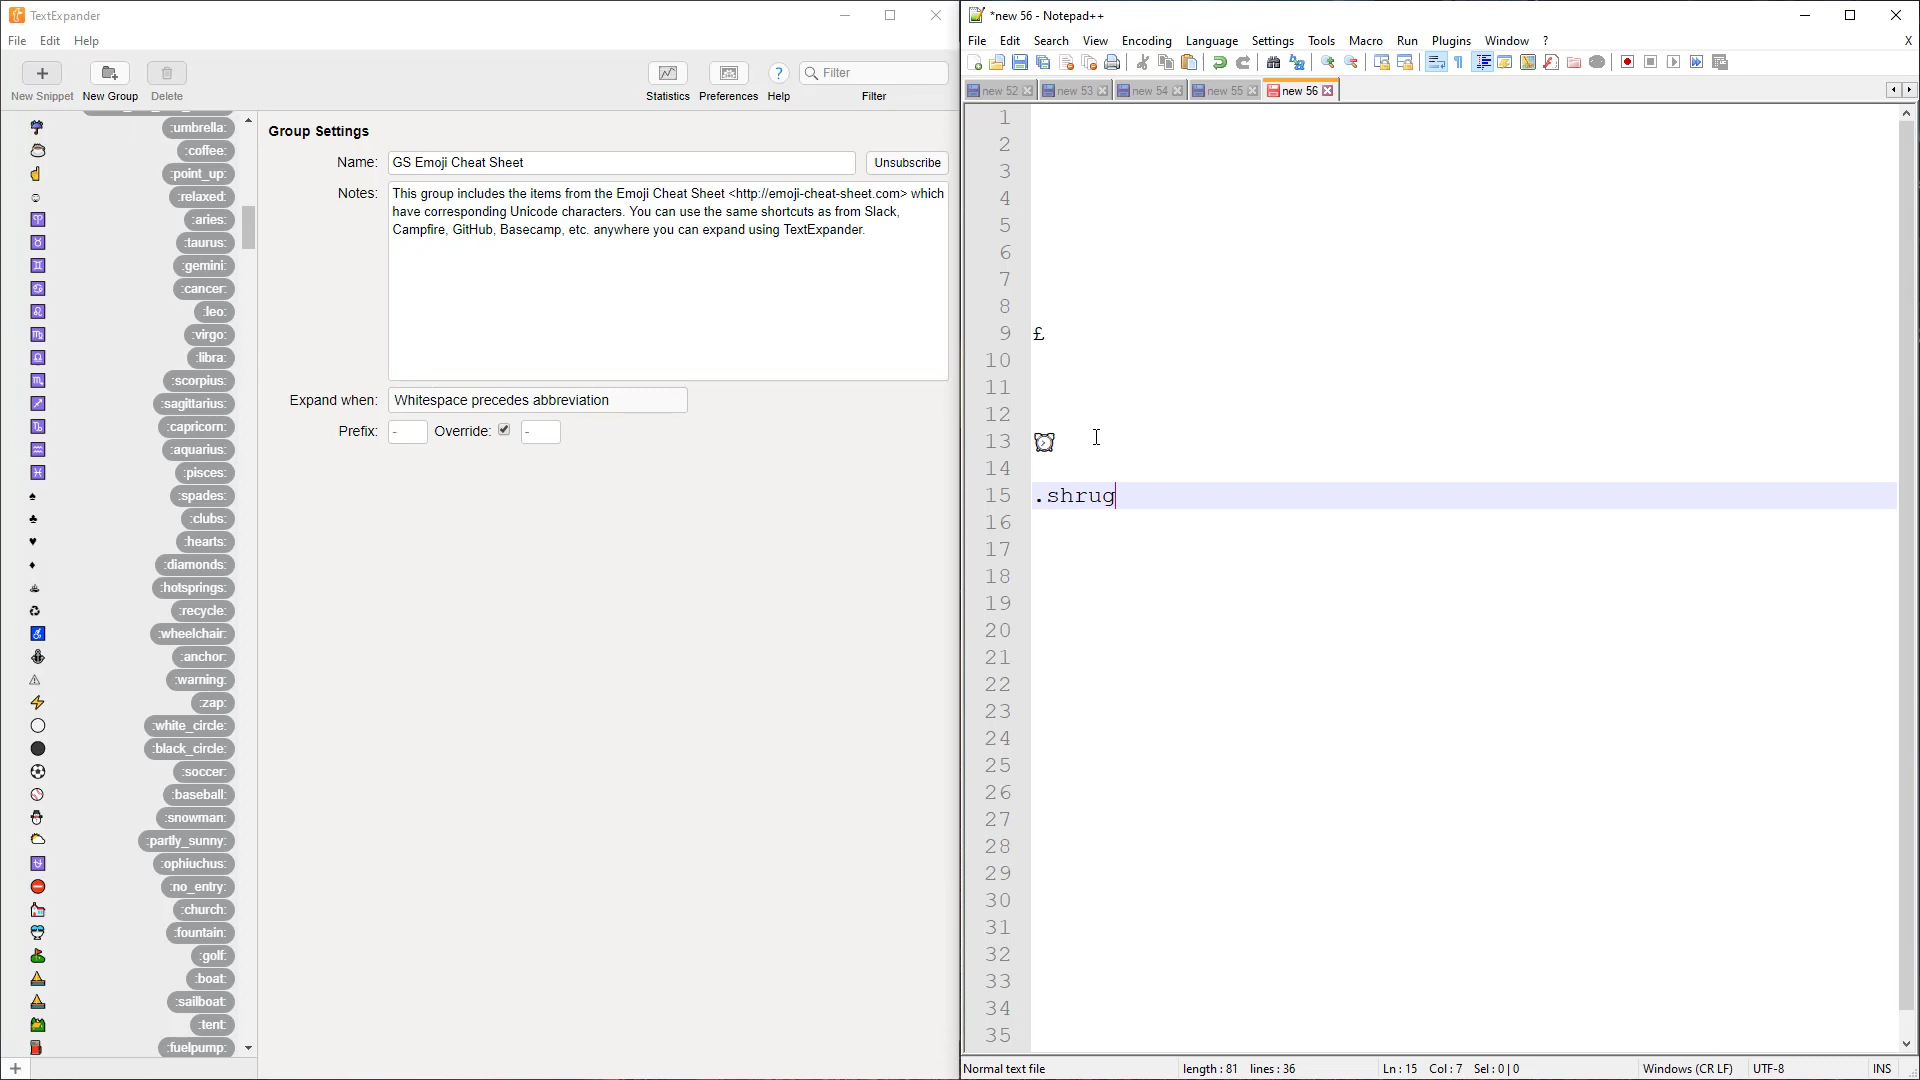 TextExpander
File Edit Help
New Snippet New Group Delete
Statistics Preferences Help Filter
Filter
:umbrella:
:coffee:
:point_up:
:relaxed:
:aries:
:taurus:
:gemini:
:cancer:
:leo:
:virgo:
:libra:
:scorpius:
:sagittarius:
:capricorn:
:aquarius:
:pisces:
:spades:
:clubs:
:hearts:
:diamonds:
:hotsprings:
:recycle:
:wheelchair:
:anchor:
:warning:
:zap:
:white_circle:
:black_circle:
:soccer:
:baseball:
:snowman:
:partly_sunny:
:ophiuchus:
:no_entry:
:church:
:fountain:
:golf:
:boat:
:sailboat:
:tent:
:fuelpump:
Group Settings
Name: GS Emoji Cheat Sheet Unsubscribe
Notes: This group includes the items from the Emoji Cheat Sheet <http://emoji-cheat-sheet.com> which
have corresponding Unicode characters. You can use the same shortcuts as from Slack,
Campfire, GitHub, Basecamp, etc. anywhere you can expand using TextExpander.
Expand when: Whitespace precedes abbreviation
Prefix: - Override: -
*new 56 - Notepad++
File Edit Search View Encoding Language Settings Tools Macro Run Plugins Window ? X
new 52 new 53 new 54 new 55 new 56
1
2
3
4
5
6
7
8
9 £
10
11
12
13 ⏰
14
15 .shrug
16
17
18
19
20
21
22
23
24
25
26
27
28
29
30
31
32
33
34
35
Normal text file length : 81 lines : 36 Ln : 15 Col : 7 Sel : 0 | 0 Windows (CR LF) UTF-8 INS